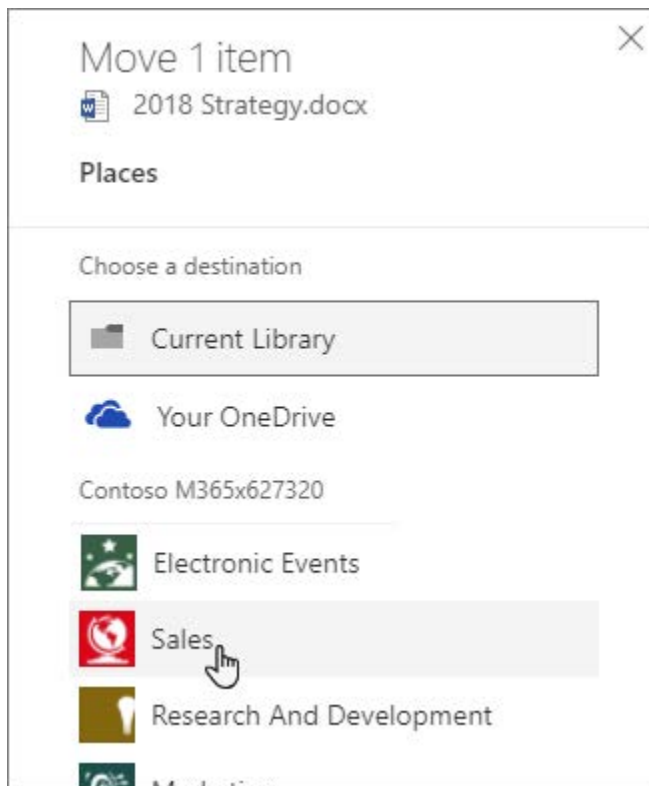 Move 1 item
2018 Strategy.docx
Places
Choose a destination
Current Library
Your OneDrive
Contoso M365x627320
Electronic Events
Sales
Research And Development